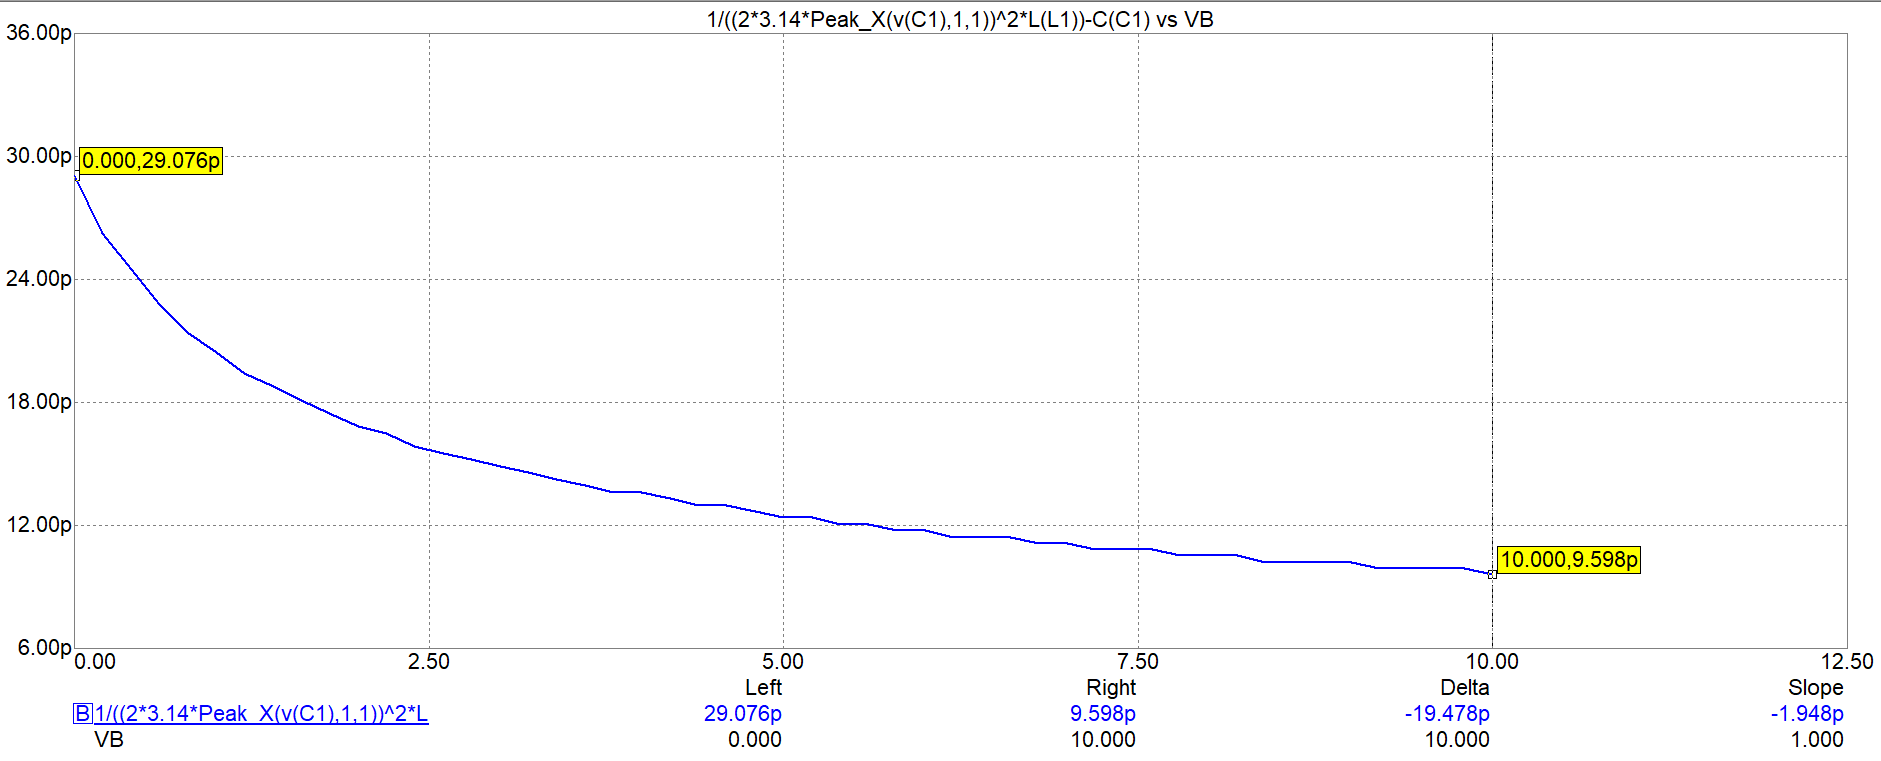 1/((2*3.14*Peak_X(v(C1),1,1))^2*L(L1))-C(C1) vs VB
36.00p
30.00p
0.000,29.076p
24.00p
18.00p
12.00p
10.000,9.598p
6.00p
0.00 2.50 5.00 7.50 10.00 12.50
Left Right Delta Slope
B 1/((2*3.14*Peak_X(v(C1),1,1))^2*L 29.076p 9.598p -19.478p -1.948p
VB 0.000 10.000 10.000 1.000